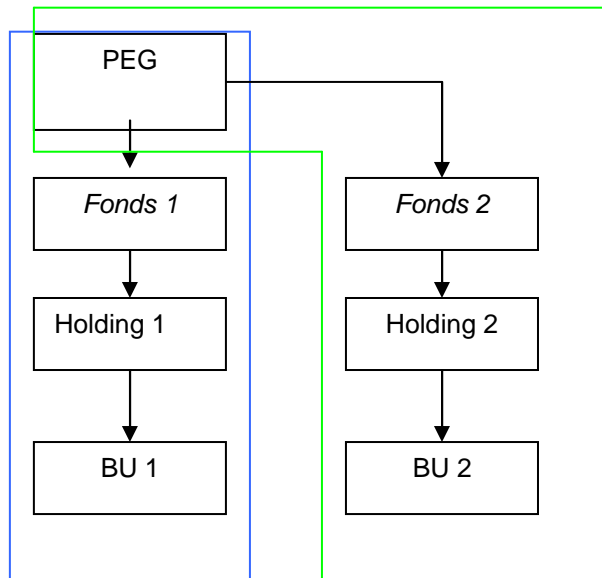 PEG
Fonds 1
Fonds 2
Holding 1
Holding 2
BU 1
BU 2